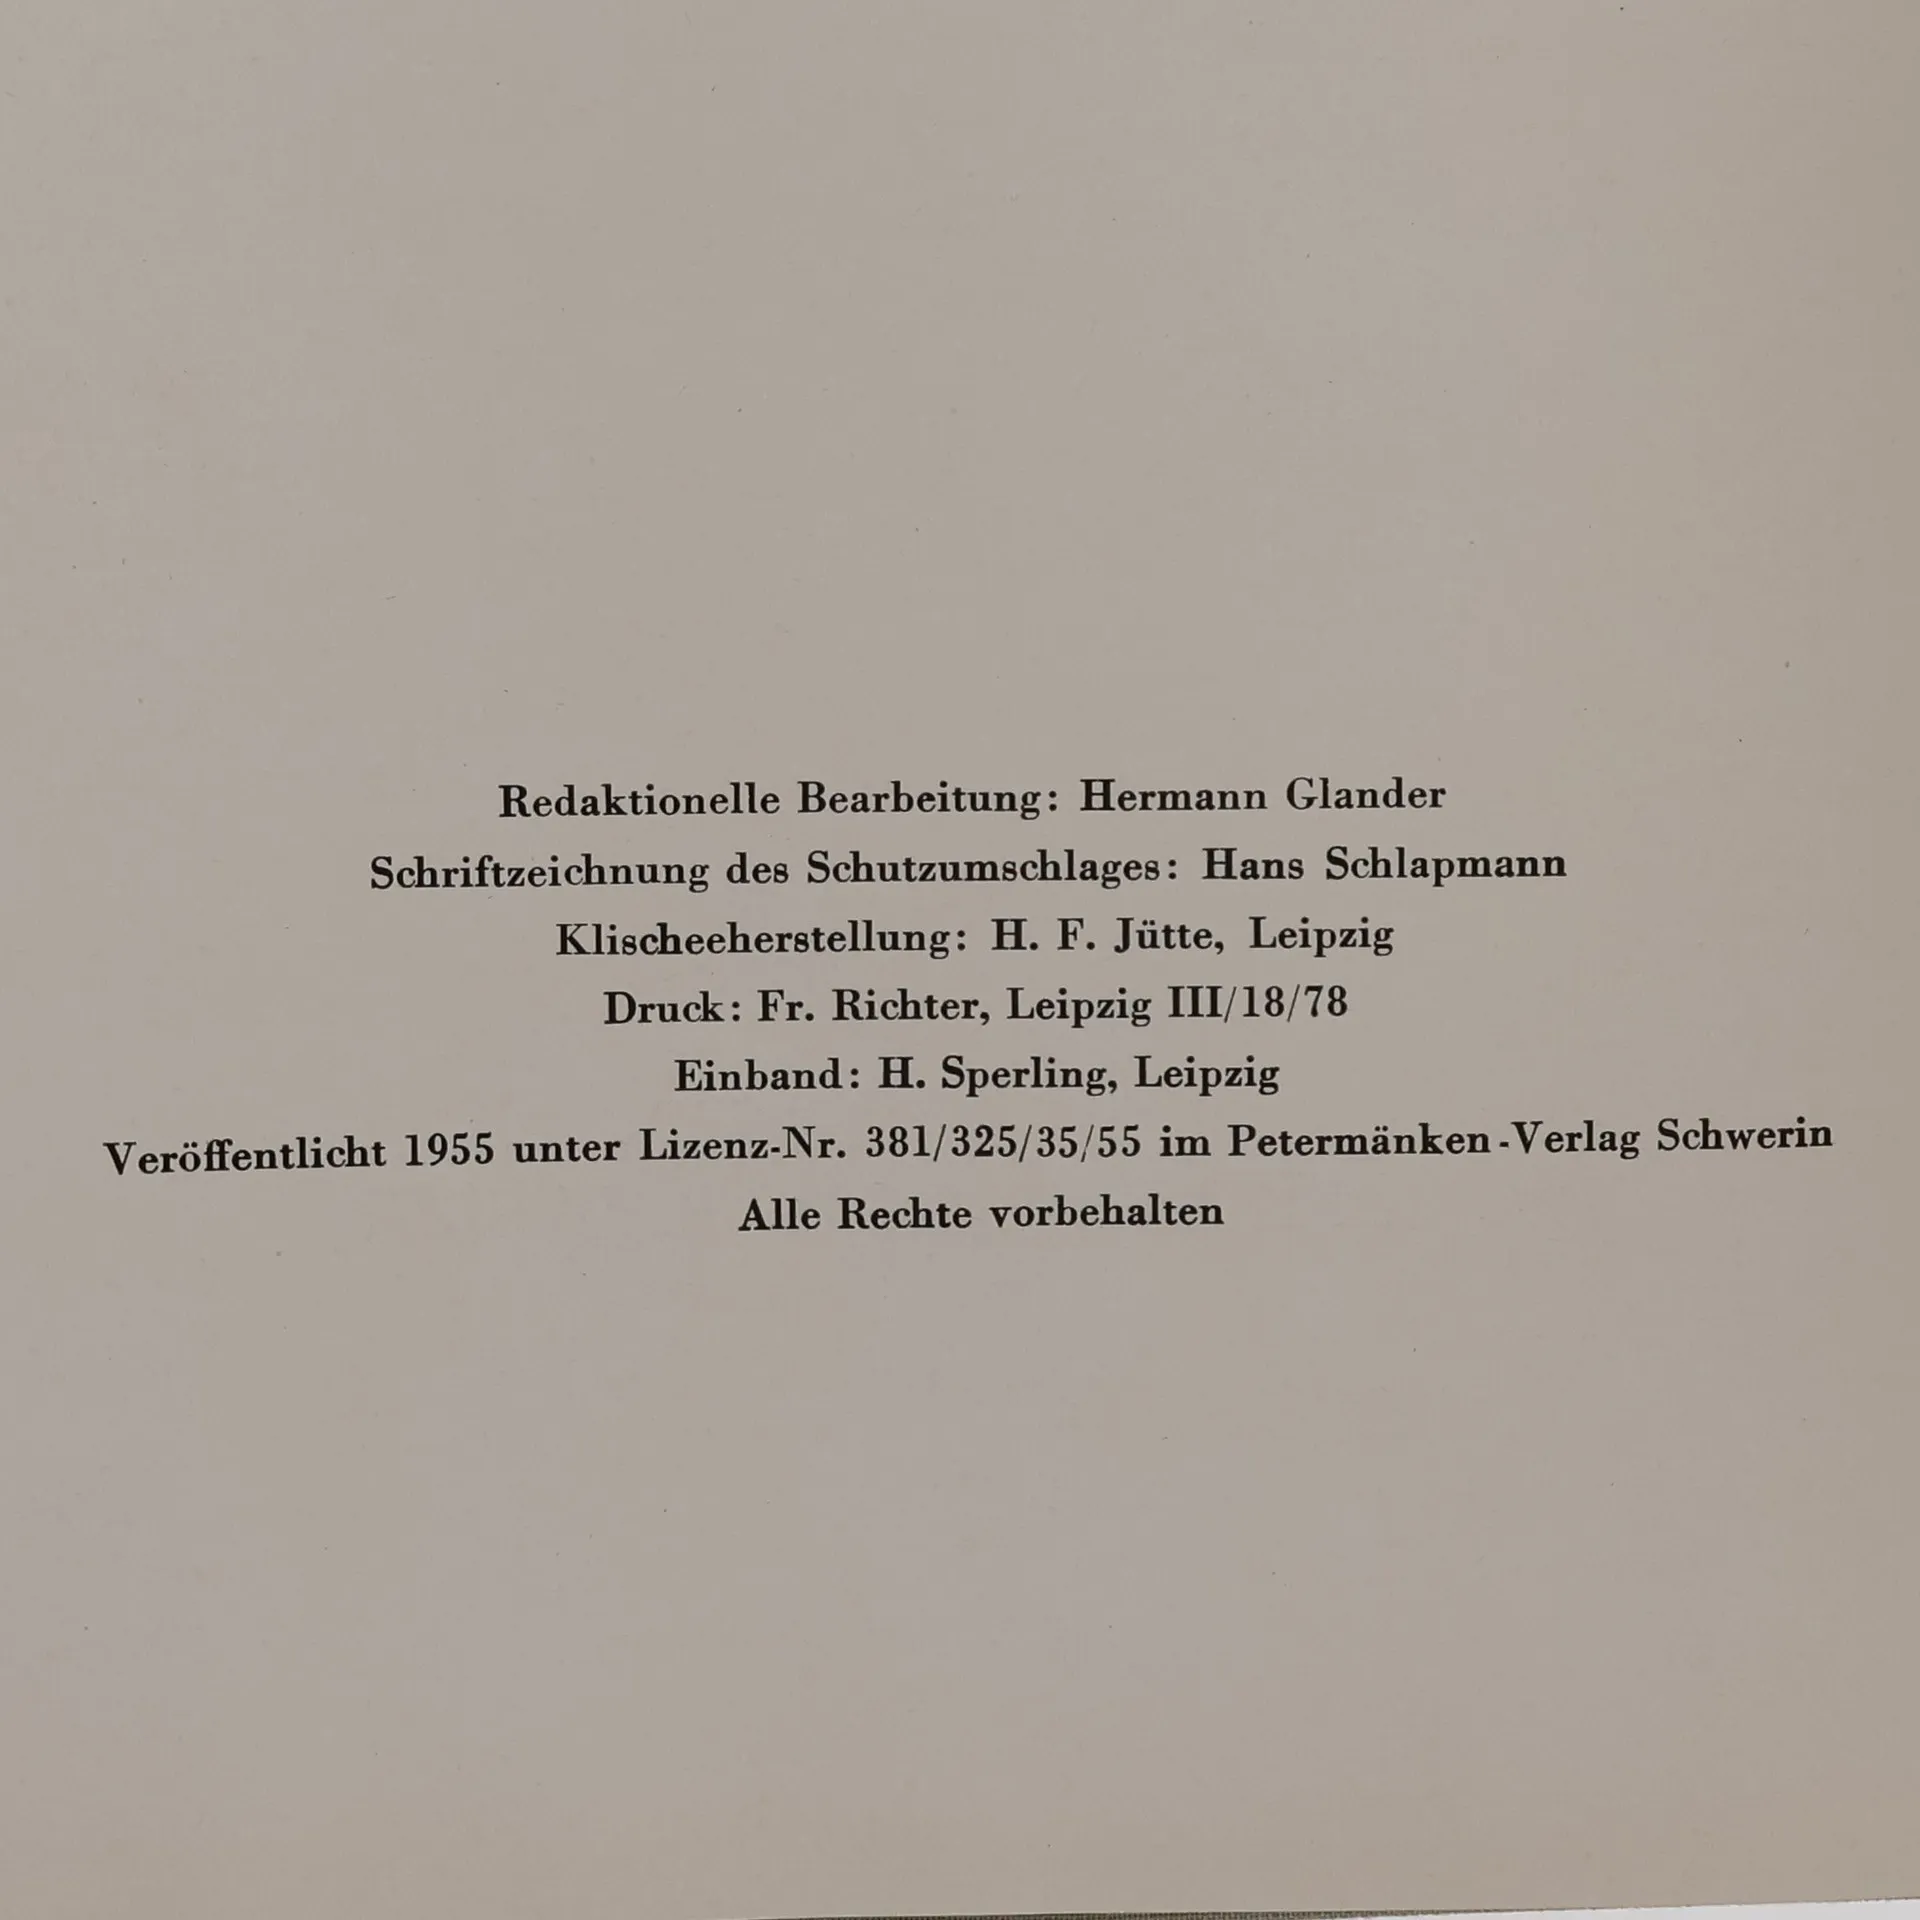 Redaktionelle Bearbeitung: Hermann Glander
Schriftzeichnung des Schutzumschlages: Hans Schlapmann
Klischeeherstellung: H. F. Jütte, Leipzig
Druck: Fr. Richter, Leipzig III/18/78
Einband: H. Sperling, Leipzig
Veröffentlicht 1955 unter Lizenz-Nr. 381/325/35/55 im Petermänken-Verlag Schwerin
Alle Rechte vorbehalten